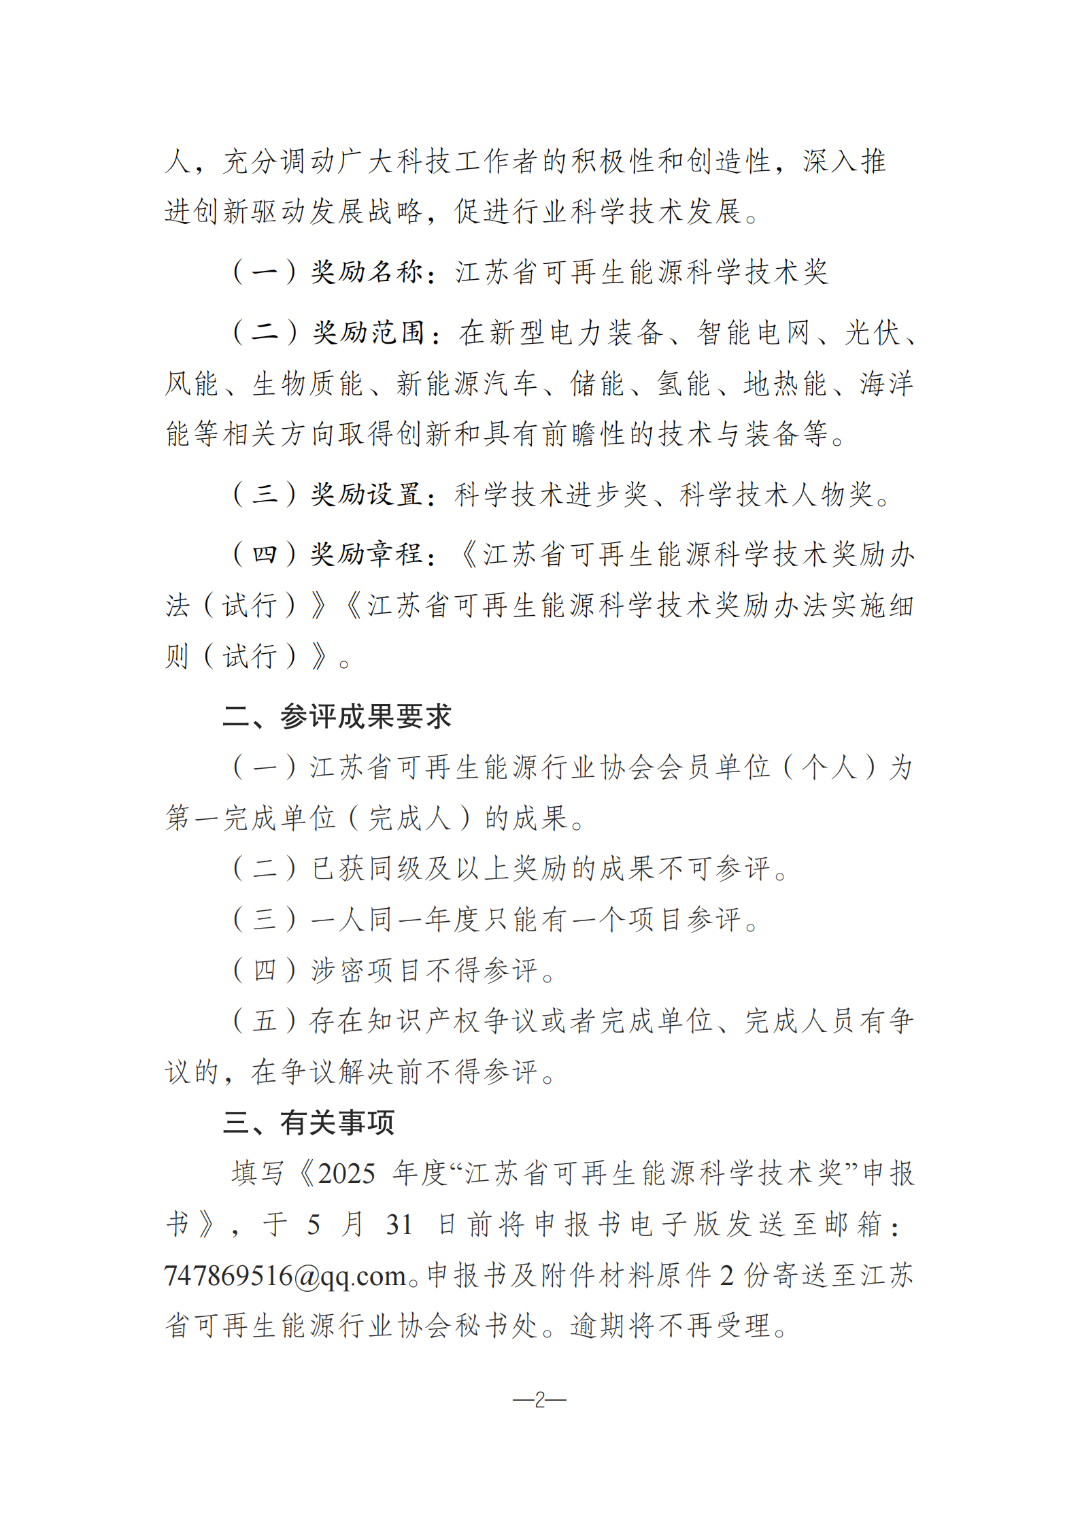 人，充分调动广大科技工作者的积极性和创造性，深入推
进创新驱动发展战略，促进行业科学技术发展。
（一）奖励名称：江苏省可再生能源科学技术奖
（二）奖励范围：在新型电力装备、智能电网、光伏、
风能、生物质能、新能源汽车、储能、氢能、地热能、海洋
能等相关方向取得创新和具有前瞻性的技术与装备等。
（三）奖励设置：科学技术进步奖、科学技术人物奖。
（四）奖励章程：《江苏省可再生能源科学技术奖励办
法（试行）》《江苏省可再生能源科学技术奖励办法实施细
则（试行）》。
二、参评成果要求
（一）江苏省可再生能源行业协会会员单位（个人）为
第一完成单位（完成人）的成果。
（二）已获同级及以上奖励的成果不可参评。
（三）一人同一年度只能有一个项目参评。
（四）涉密项目不得参评。
（五）存在知识产权争议或者完成单位、完成人员有争
议的，在争议解决前不得参评。
三、有关事项
填写《2025 年度“江苏省可再生能源科学技术奖”申报
书》，于 5 月 31 日前将申报书电子版发送至邮箱：
747869516@qq.com。申报书及附件材料原件 2 份寄送至江苏
省可再生能源行业协会秘书处。逾期将不再受理。
—2—